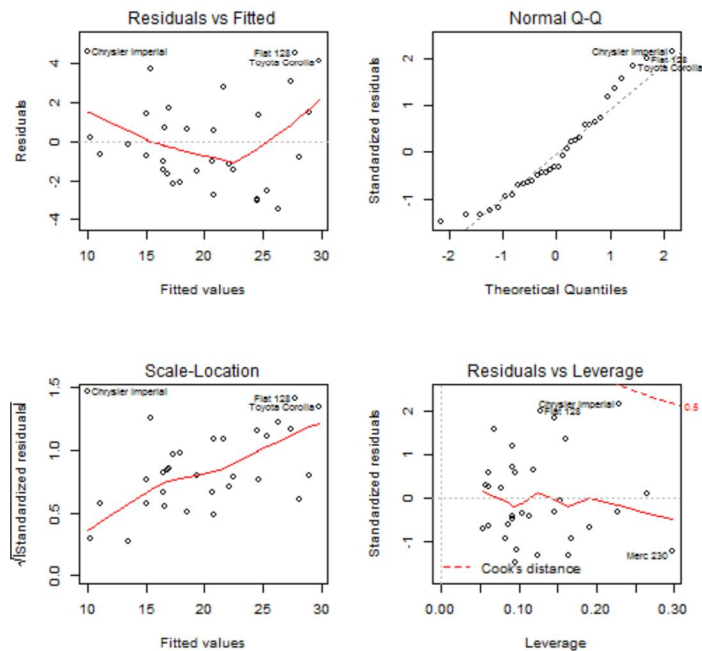 Residuals vs Fitted
Residuals
4
2
0
-2
-4
Chrysler Imperial
Fiat 128
Toyota Corolla
10
15
20
25
30
Fitted values
Normal Q-Q
Standardized residuals
2
1
0
-1
Chrysler Imperial
Fiat 128
Toyota Corolla
-2
-1
0
1
2
Theoretical Quantiles
Scale-Location
√|Standardized residuals|
1.5
1.0
0.5
0.0
Chrysler Imperial
Fiat 128
Toyota Corolla
10
15
20
25
30
Fitted values
Residuals vs Leverage
Standardized residuals
2
1
0
-1
Chrysler Imperial
Fiat 128
0.5
Merc 230
Cook's distance
0.00
0.10
0.20
0.30
Leverage